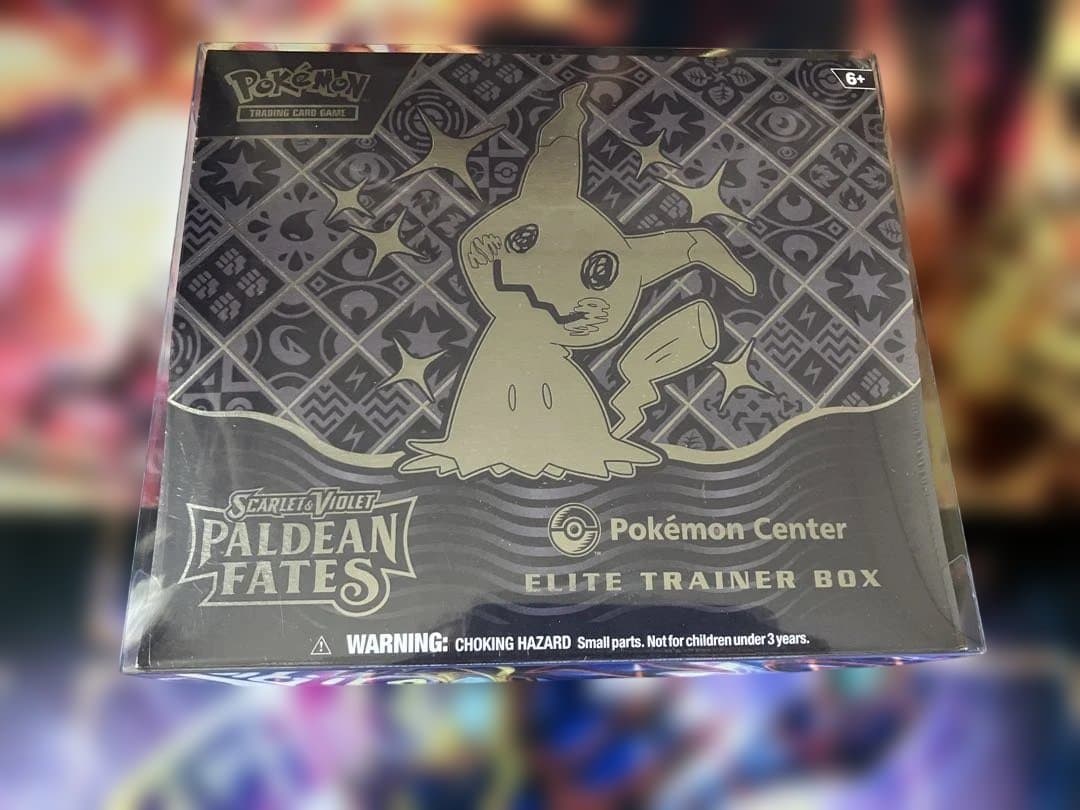 POKéMON
TRADING CARD GAME
6+
SCARLET & VIOLET
PALDEAN
FATES
Pokémon Center
™
ELITE TRAINER BOX
WARNING: CHOKING HAZARD Small parts. Not for children under 3 years.